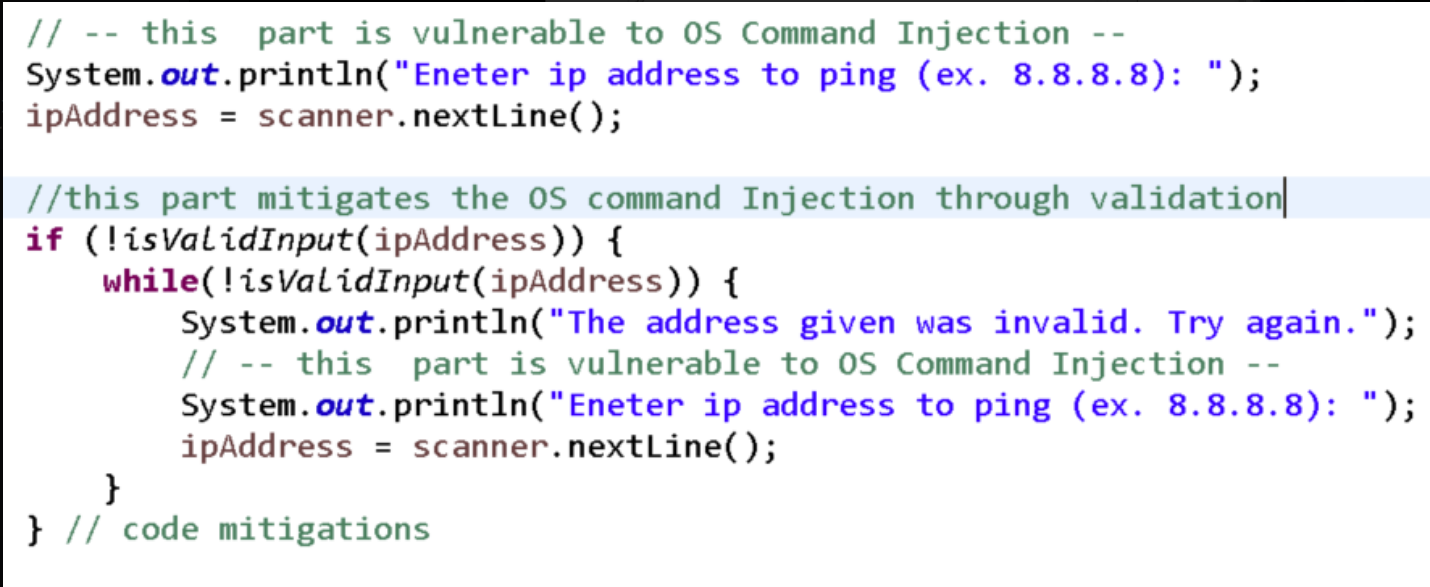 // -- this  part is vulnerable to OS Command Injection --
System.out.println("Eneter ip address to ping (ex. 8.8.8.8): ");
ipAddress = scanner.nextLine();
//this part mitigates the OS command Injection through validation
if (!isValidInput(ipAddress)) {
    while(!isValidInput(ipAddress)) {
        System.out.println("The address given was invalid. Try again.");
        // -- this  part is vulnerable to OS Command Injection --
        System.out.println("Eneter ip address to ping (ex. 8.8.8.8): ");
        ipAddress = scanner.nextLine();
    }
} // code mitigations